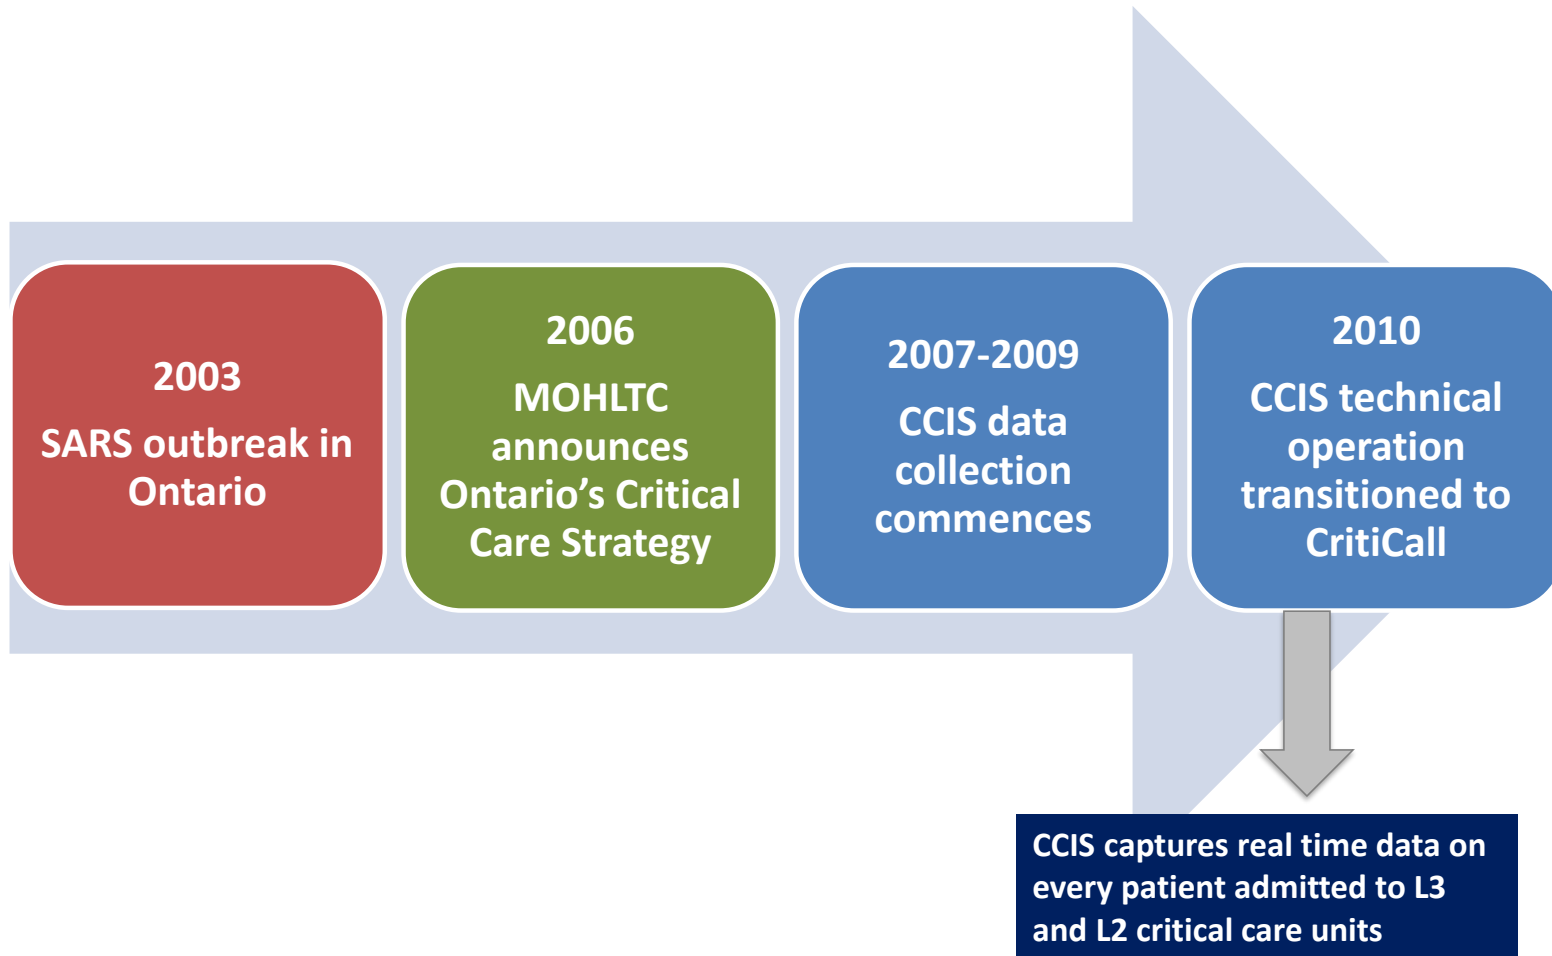 2003
SARS outbreak in
Ontario
2006
MOHLTC
announces
Ontario’s Critical
Care Strategy
2007-2009
CCIS data
collection
commences
2010
CCIS technical
operation
transitioned to
CritiCall
CCIS captures real time data on
every patient admitted to L3
and L2 critical care units